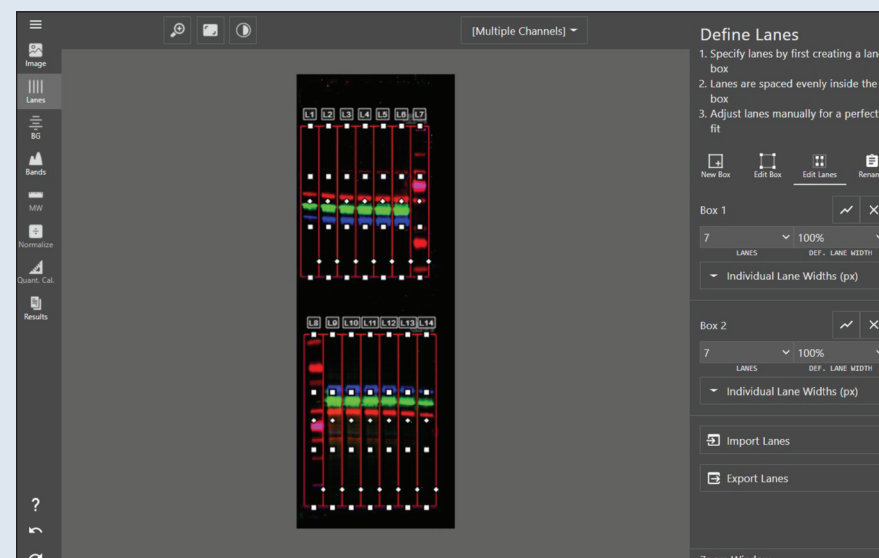 Image
Lanes
BG
Bands
MW
Normalize
Quant. Cal.
Results
?
[Multiple Channels]
L1 L2 L3 L4 L5 L6 L7
L8 L9 L10 L11 L12 L13 L14
Define Lanes
1. Specify lanes by first creating a lane
box
2. Lanes are spaced evenly inside the
box
3. Adjust lanes manually for a perfect
fit
New Box Edit Box Edit Lanes Renam
Box 1
7 100%
LANES DEF. LANE WIDTH
Individual Lane Widths (px)
Box 2
7 100%
LANES DEF. LANE WIDTH
Individual Lane Widths (px)
Import Lanes
Export Lanes